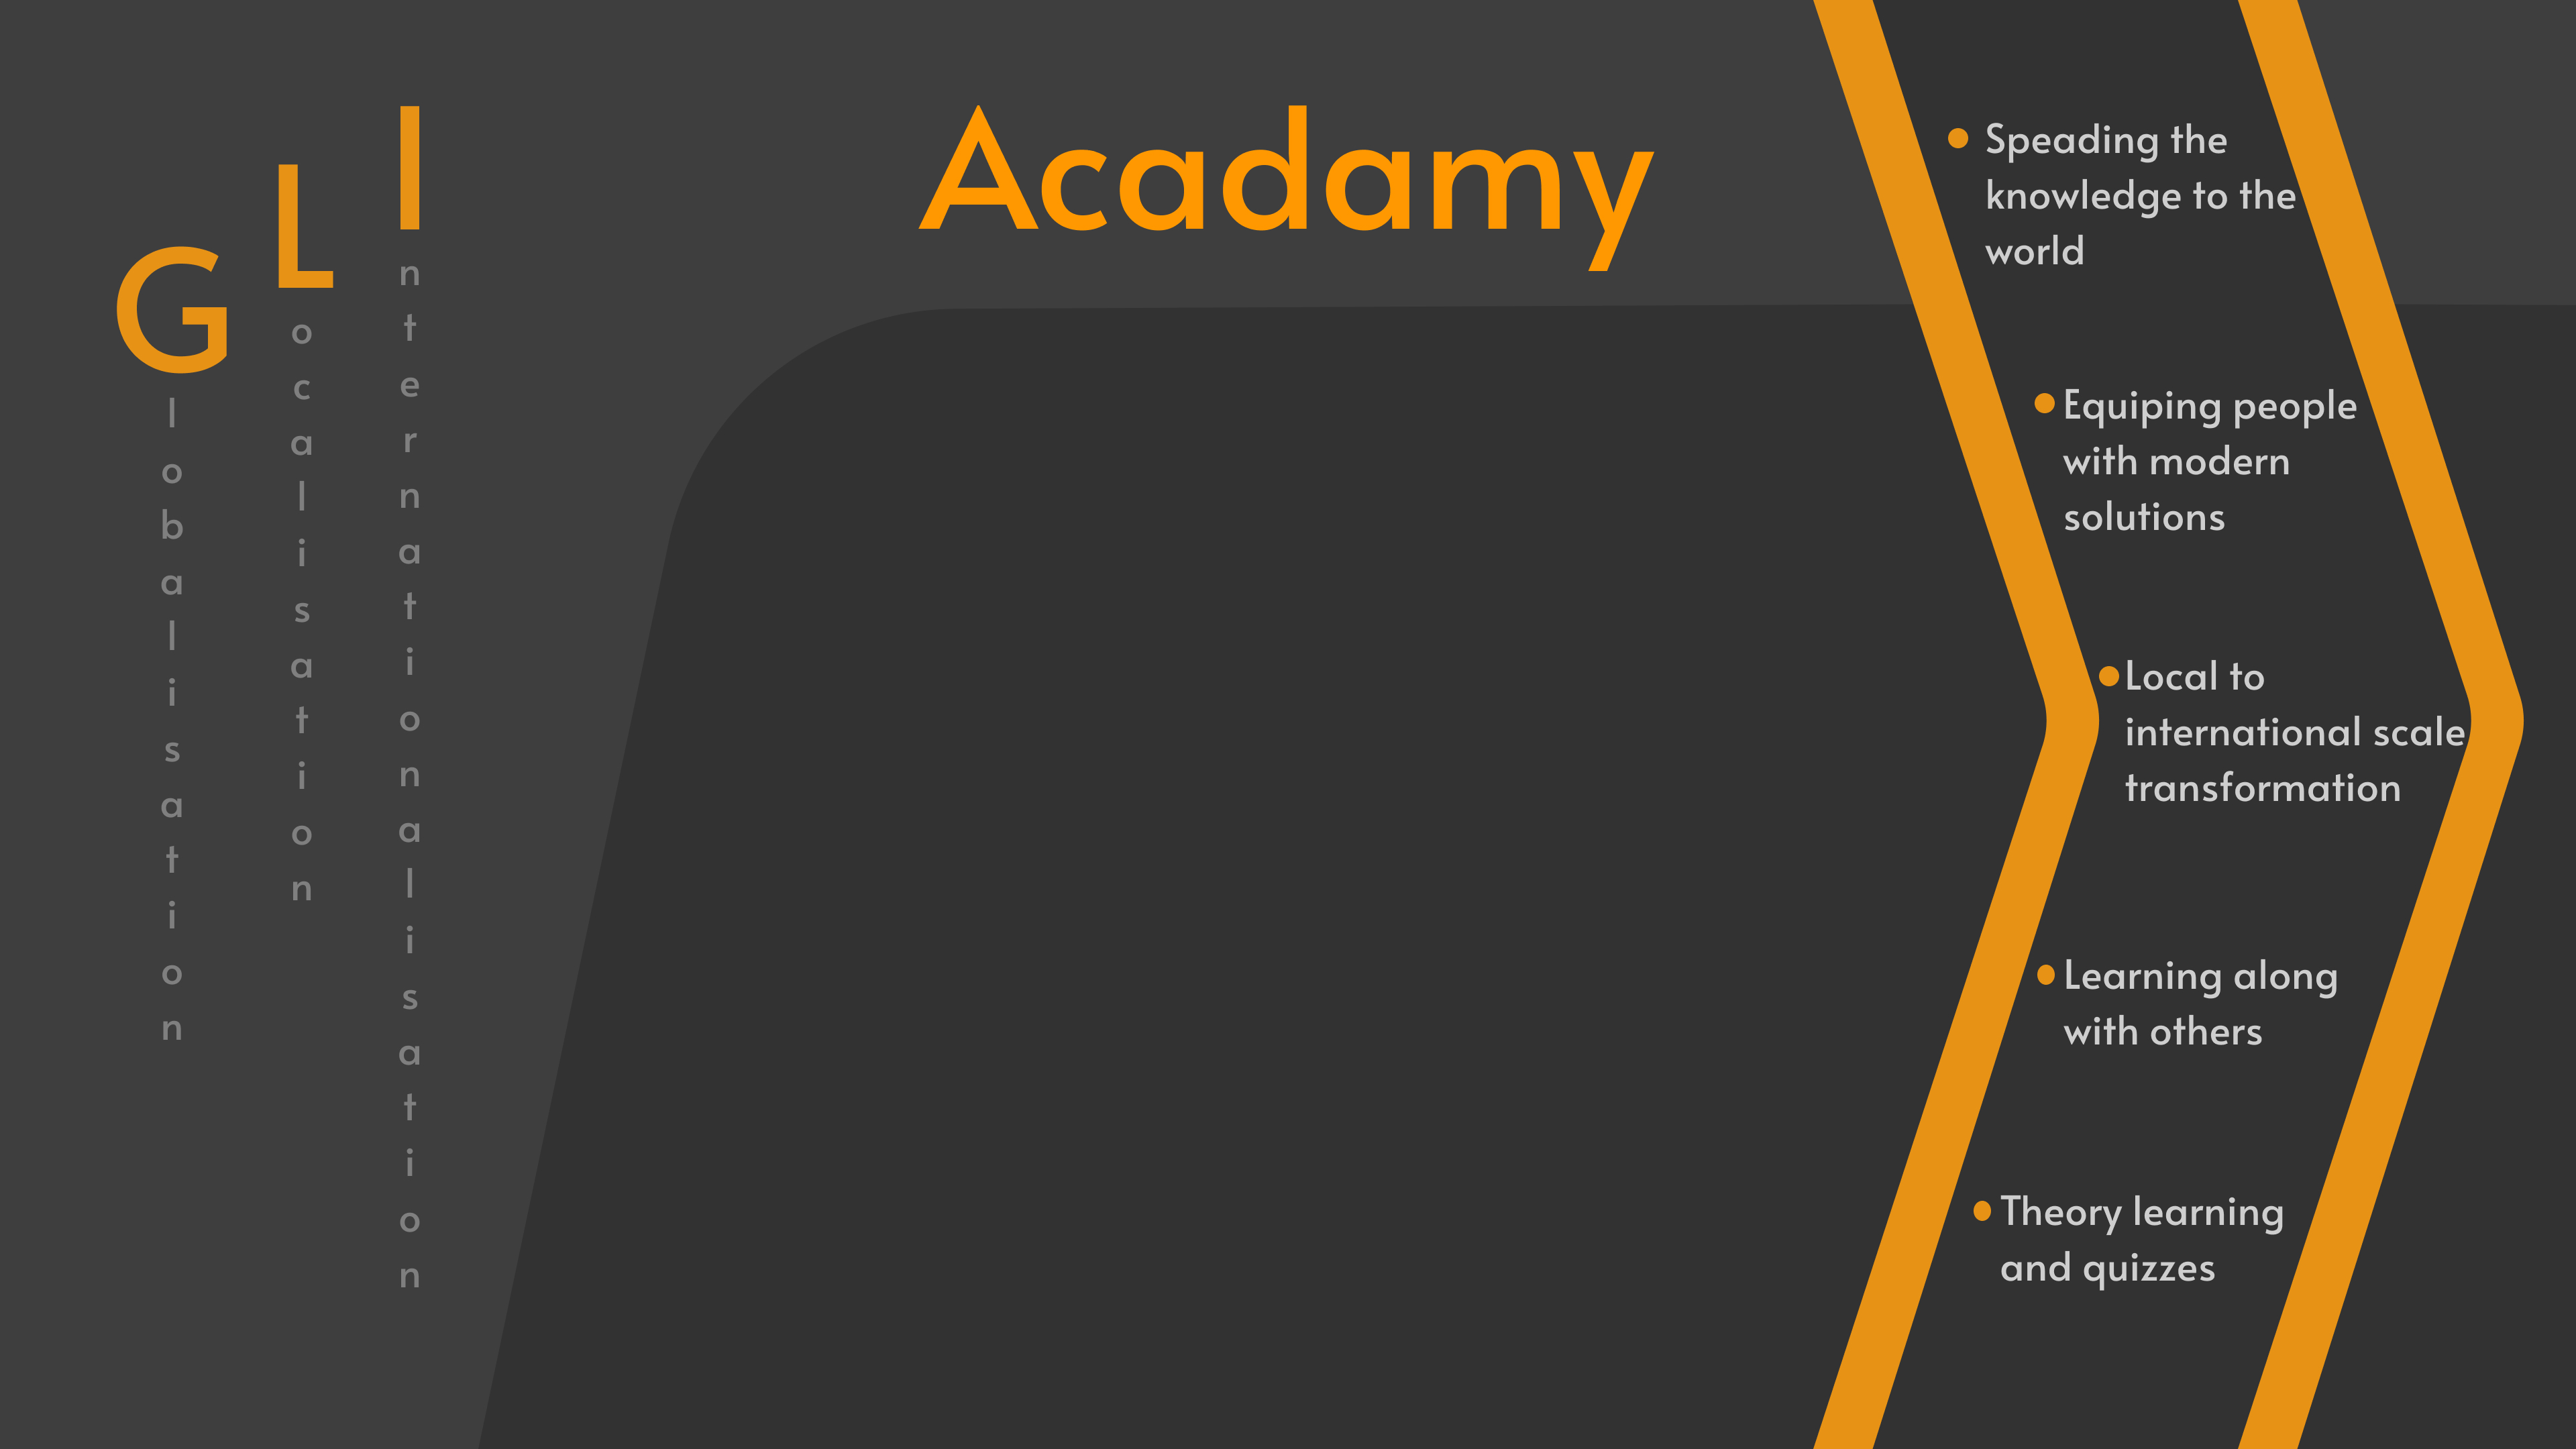 Globalisation
Localisation
Internationalisation
Acadamy
Speading the
knowledge to the
world
Equiping people
with modern
solutions
Local to
international scale
transformation
Learning along
with others
Theory learning
and quizzes